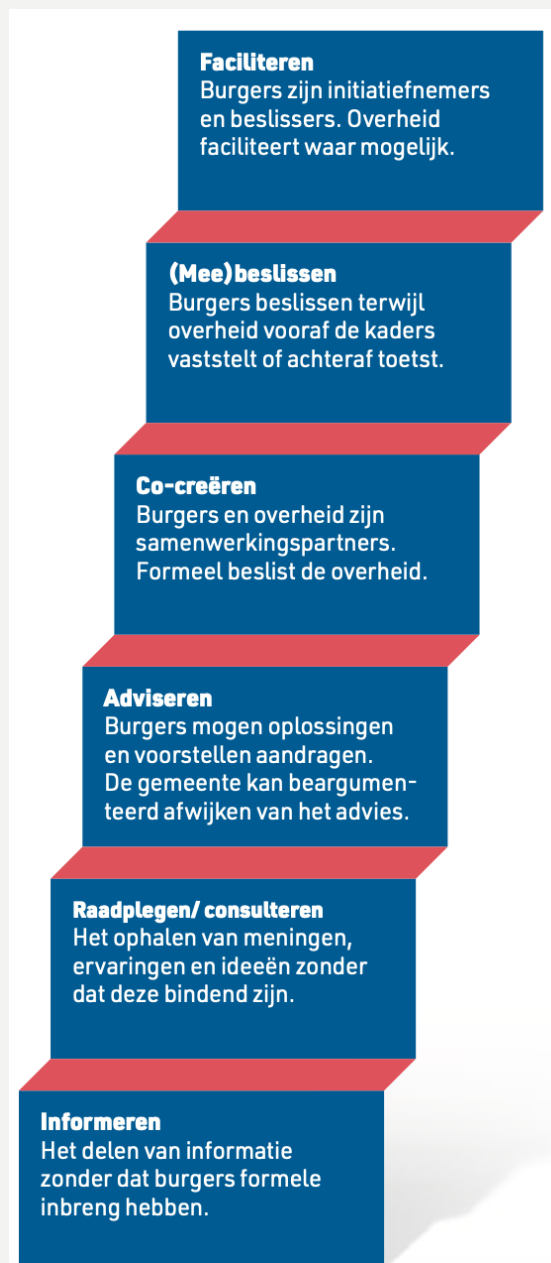 Faciliteren
Burgers zijn initiatiefnemers
en beslissers. Overheid
faciliteert waar mogelijk.
(Mee)beslissen
Burgers beslissen terwijl
overheid vooraf de kaders
vaststelt of achteraf toetst.
Co-creëren
Burgers en overheid zijn
samenwerkingspartners.
Formeel beslist de overheid.
Adviseren
Burgers mogen oplossingen
en voorstellen aandragen.
De gemeente kan beargumen-
teerd afwijken van het advies.
Raadplegen/ consulteren
Het ophalen van meningen,
ervaringen en ideeën zonder
dat deze bindend zijn.
Informeren
Het delen van informatie
zonder dat burgers formele
inbreng hebben.